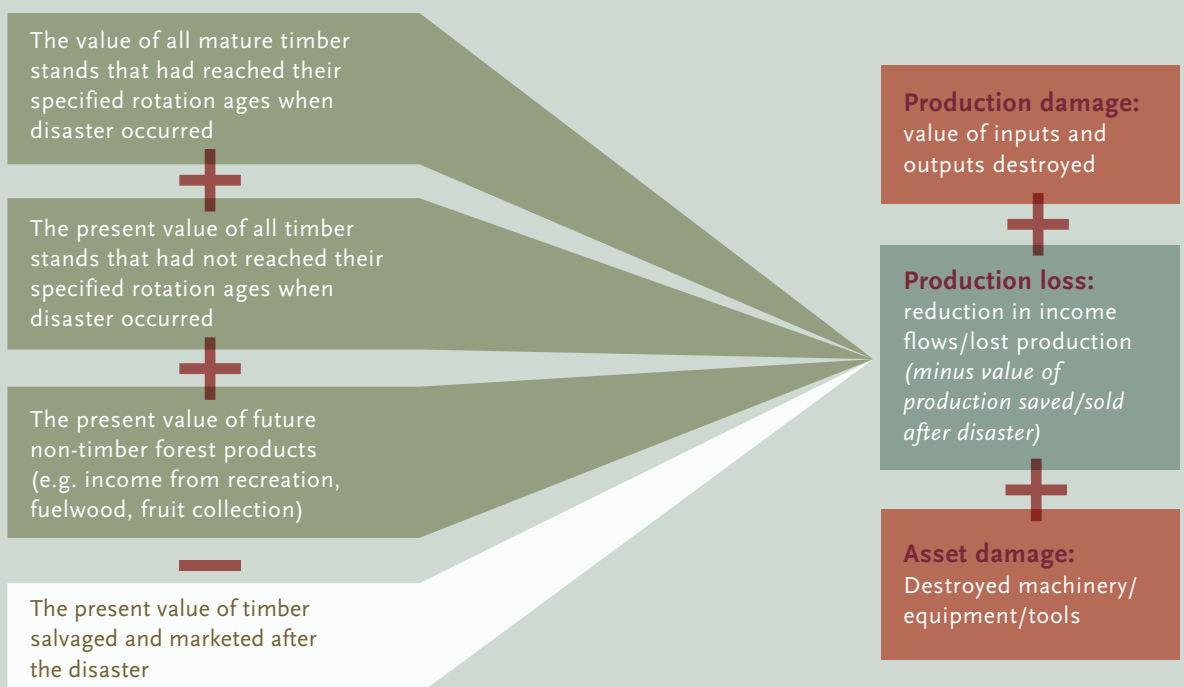 The value of all mature timber
stands that had reached their
specified rotation ages when
disaster occurred
+
The present value of all timber
stands that had not reached their
specified rotation ages when
disaster occurred
+
The present value of future
non-timber forest products
(e.g. income from recreation,
fuelwood, fruit collection)
–
The present value of timber
salvaged and marketed after
the disaster
Production damage:
value of inputs and
outputs destroyed
+
Production loss:
reduction in income
flows/lost production
(minus value of
production saved/sold
after disaster)
+
Asset damage:
Destroyed machinery/
equipment/tools